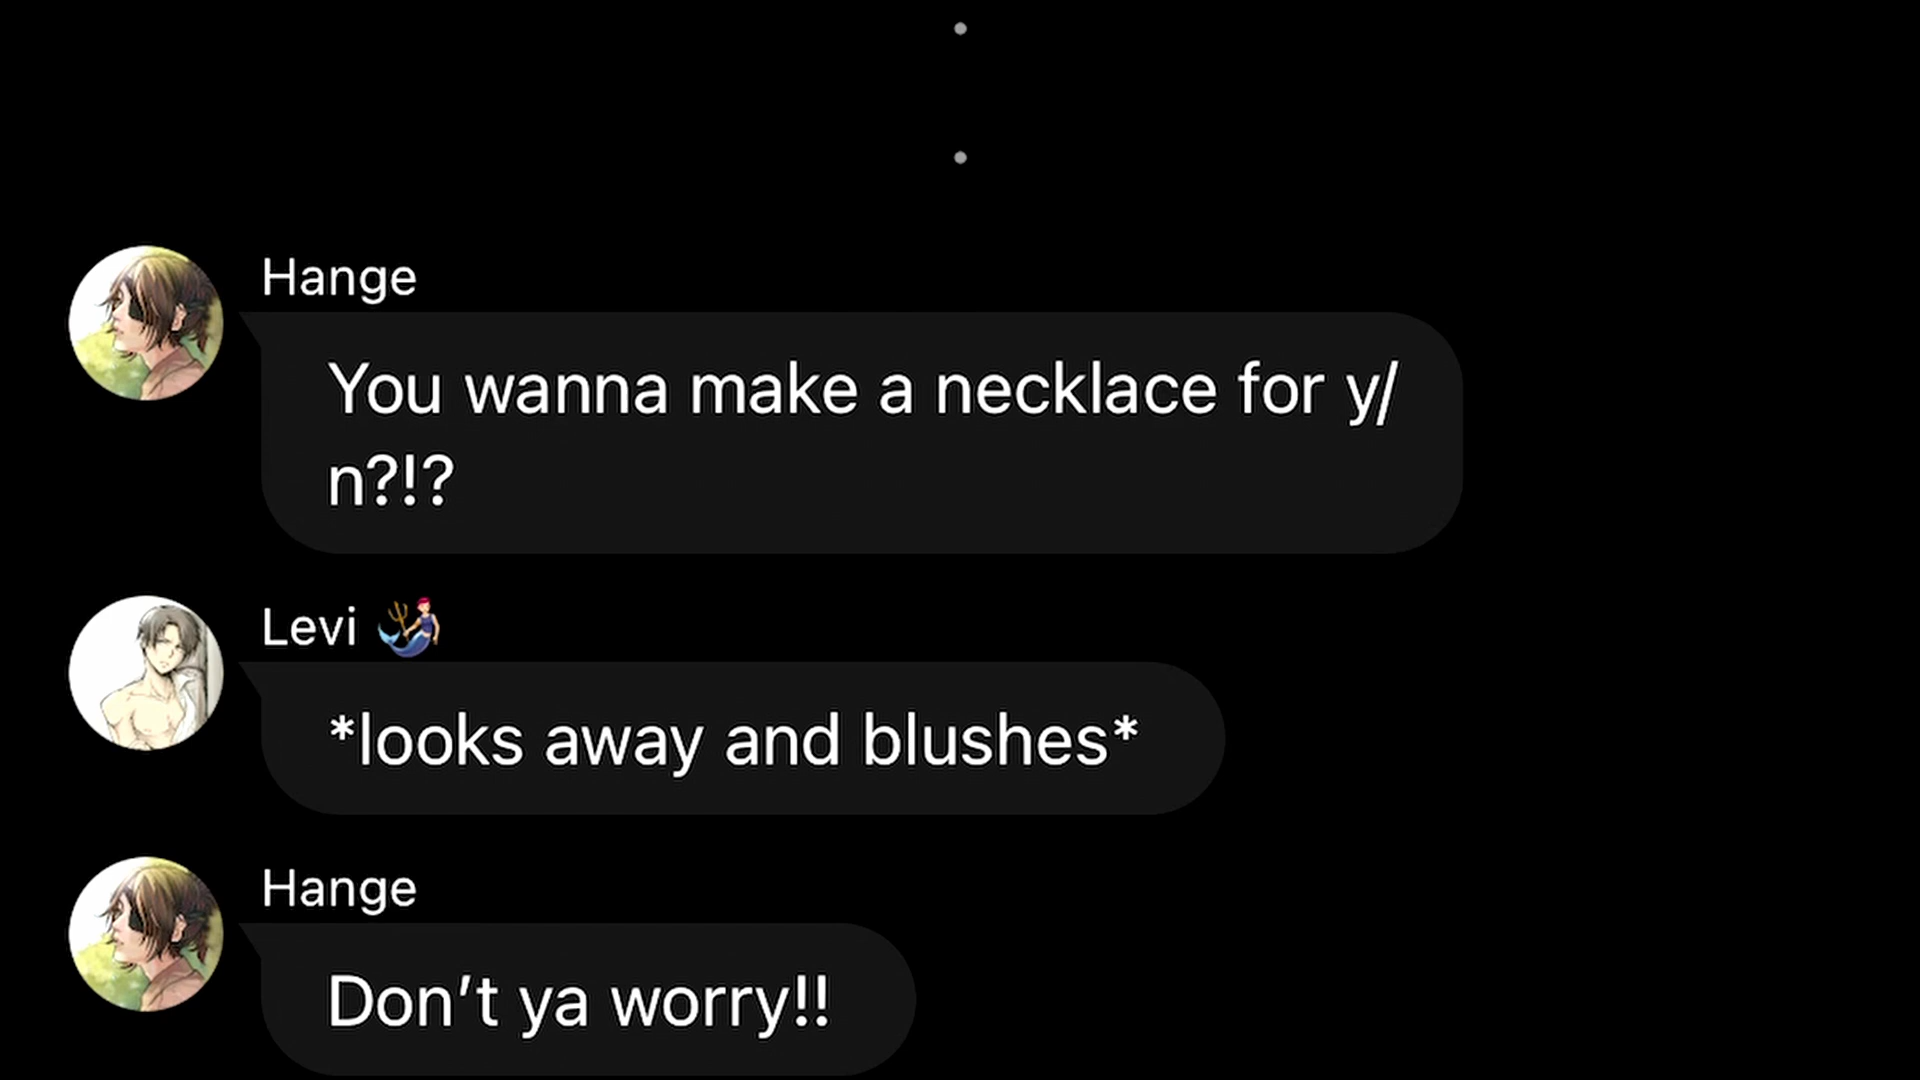 Hange
You wanna make a necklace for y/
n?!?
Levi 🧜‍♀️
*looks away and blushes*
Hange
Don't ya worry!!